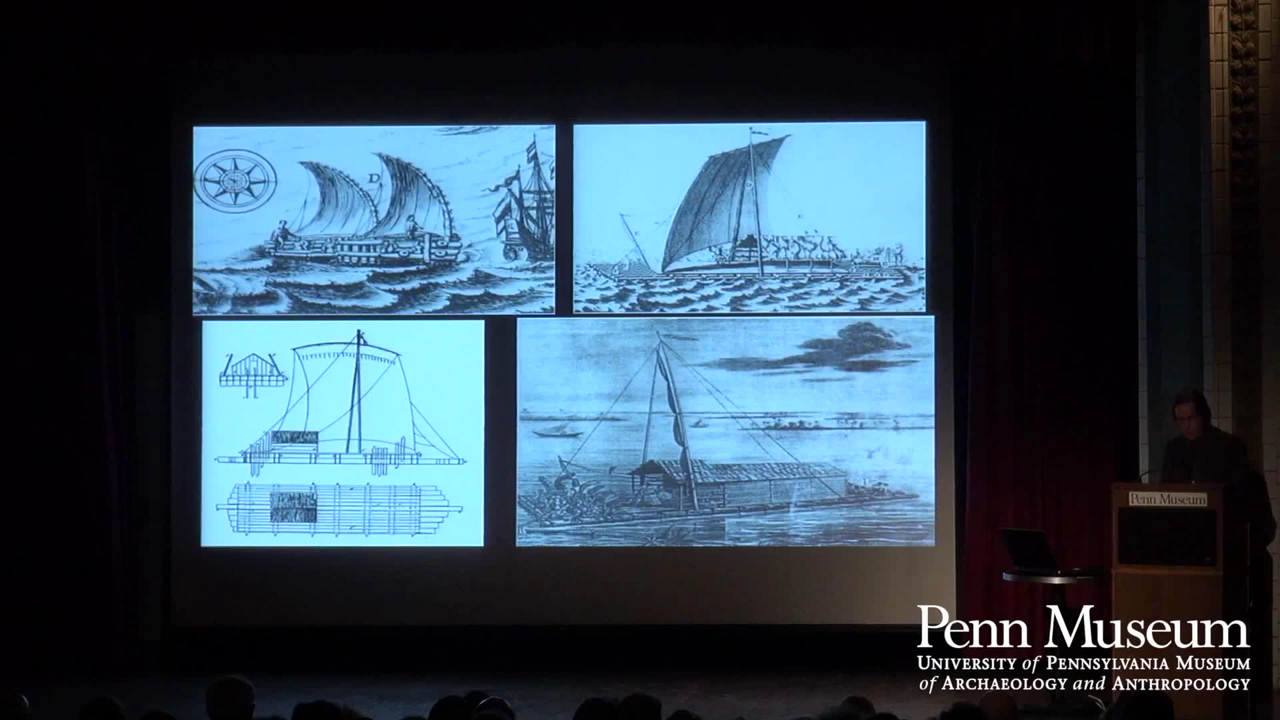 D
Penn Museum
Penn Museum
UNIVERSITY of PENNSYLVANIA MUSEUM
of ARCHAEOLOGY and ANTHROPOLOGY